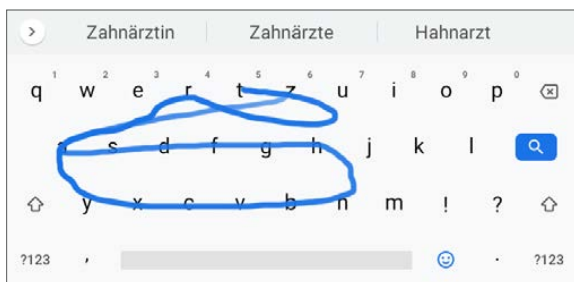 Zahnärztin Zahnärzte Hahnarzt
q 1 w 2 e 3 r 4 t 5 z 6 u 7 i 8 o 9 p 0
a s d f g h j k l
y x c v b n m ! ?
?123 , . ?123